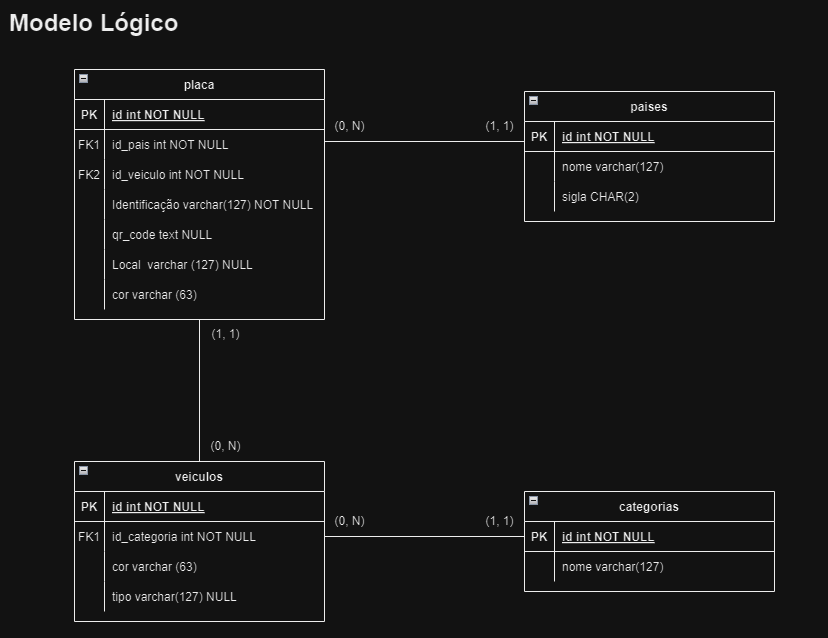 Modelo Lógico
placa
PK id int NOT NULL
FK1 id_pais int NOT NULL
FK2 id_veiculo int NOT NULL
Identificação varchar(127) NOT NULL
qr_code text NULL
Local varchar (127) NULL
cor varchar (63)
(0, N)
(1, 1)
paises
PK id int NOT NULL
nome varchar(127)
sigla CHAR(2)
(1, 1)
(0, N)
veiculos
PK id int NOT NULL
FK1 id_categoria int NOT NULL
cor varchar (63)
tipo varchar(127) NULL
(0, N)
(1, 1)
categorias
PK id int NOT NULL
nome varchar(127)